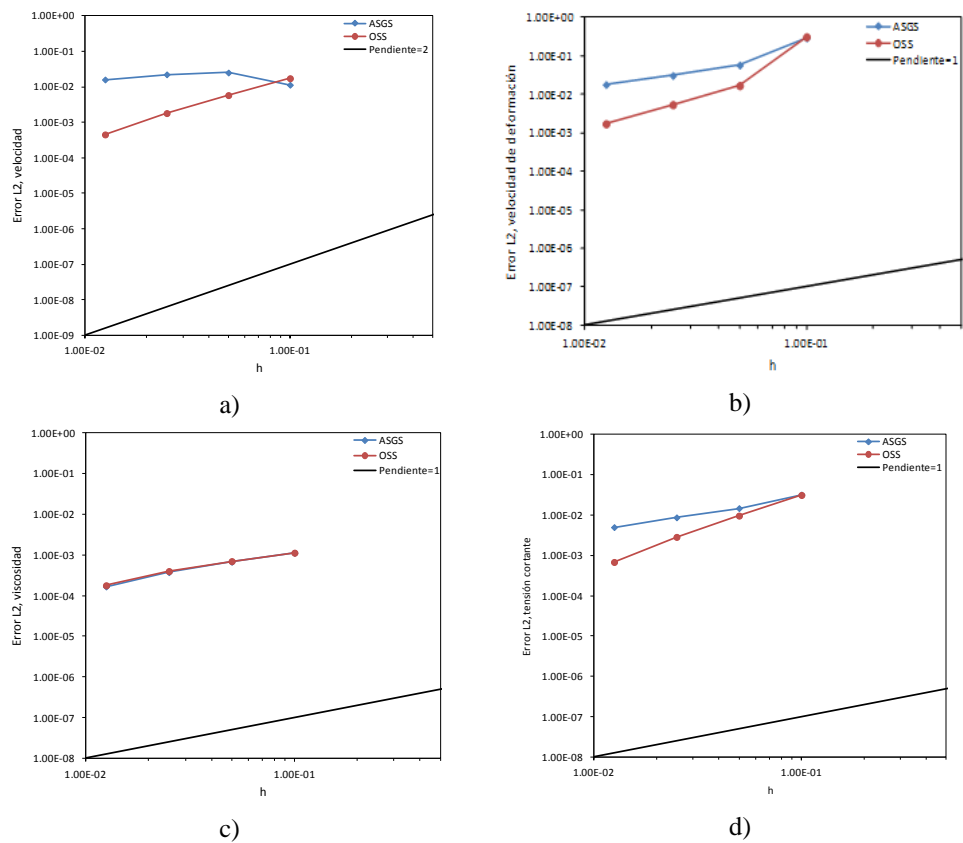 1.00E+00
1.00E-01
1.00E-02
1.00E-03
1.00E-04
1.00E-05
1.00E-06
1.00E-07
1.00E-08
1.00E-09
Error L2, velocidad
ASGS
OSS
Pendiente=2
1.00E-02
1.00E-01
h
a)
1.00E+00
1.00E-01
1.00E-02
1.00E-03
1.00E-04
1.00E-05
1.00E-06
1.00E-07
1.00E-08
Error L2, velocidad de deformación
ASGS
OSS
Pendiente=1
1.00E-02
1.00E-01
h
b)
1.00E+00
1.00E-01
1.00E-02
1.00E-03
1.00E-04
1.00E-05
1.00E-06
1.00E-07
1.00E-08
Error L2, viscosidad
ASGS
OSS
Pendiente=1
1.00E-02
1.00E-01
h
c)
1.00E+00
1.00E-01
1.00E-02
1.00E-03
1.00E-04
1.00E-05
1.00E-06
1.00E-07
1.00E-08
Error L2, tensión cortante
ASGS
OSS
Pendiente=1
1.00E-02
1.00E-01
h
d)